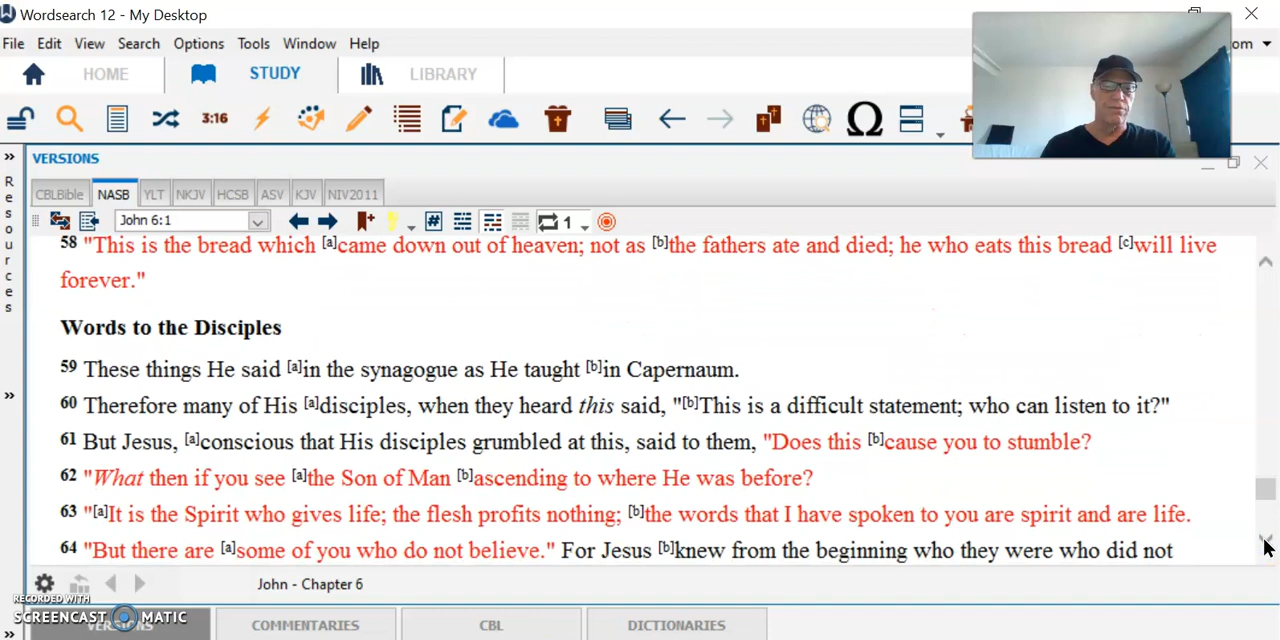 Wordsearch 12 - My Desktop
File Edit View Search Options Tools Window Help
om
HOME STUDY LIBRARY
3:16 Ω
» VERSIONS
Resources
CBLBible NASB YLT NKJV HCSB ASV KJV NIV2011
John 6:1 # 1
58 "This is the bread which [a]came down out of heaven; not as [b]the fathers ate and died; he who eats this bread [c]will live
forever."
Words to the Disciples
59 These things He said [a]in the synagogue as He taught [b]in Capernaum.
»
60 Therefore many of His [a]disciples, when they heard this said, "[b]This is a difficult statement; who can listen to it?"
61 But Jesus, [a]conscious that His disciples grumbled at this, said to them, "Does this [b]cause you to stumble?
62 "What then if you see [a]the Son of Man [b]ascending to where He was before?
63 "[a]It is the Spirit who gives life; the flesh profits nothing; [b]the words that I have spoken to you are spirit and are life.
64 "But there are [a]some of you who do not believe." For Jesus [b]knew from the beginning who they were who did not
John - Chapter 6
RECORDED WITH
SCREENCAST MATIC
» VERSIONS COMMENTARIES CBL DICTIONARIES